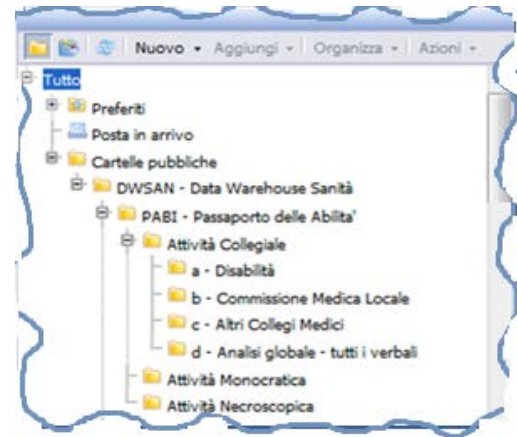 Nuovo Aggiungi Organizza Azioni
Tutto
Preferiti
Posta in arrivo
Cartelle pubbliche
DWSAN - Data Warehouse Sanità
PABI - Passaporto delle Abilita'
Attività Collegiale
a - Disabilità
b - Commissione Medica Locale
c - Altri Collegi Medici
d - Analisi globale - tutti i verbali
Attività Monocratica
Attività Necroscopica